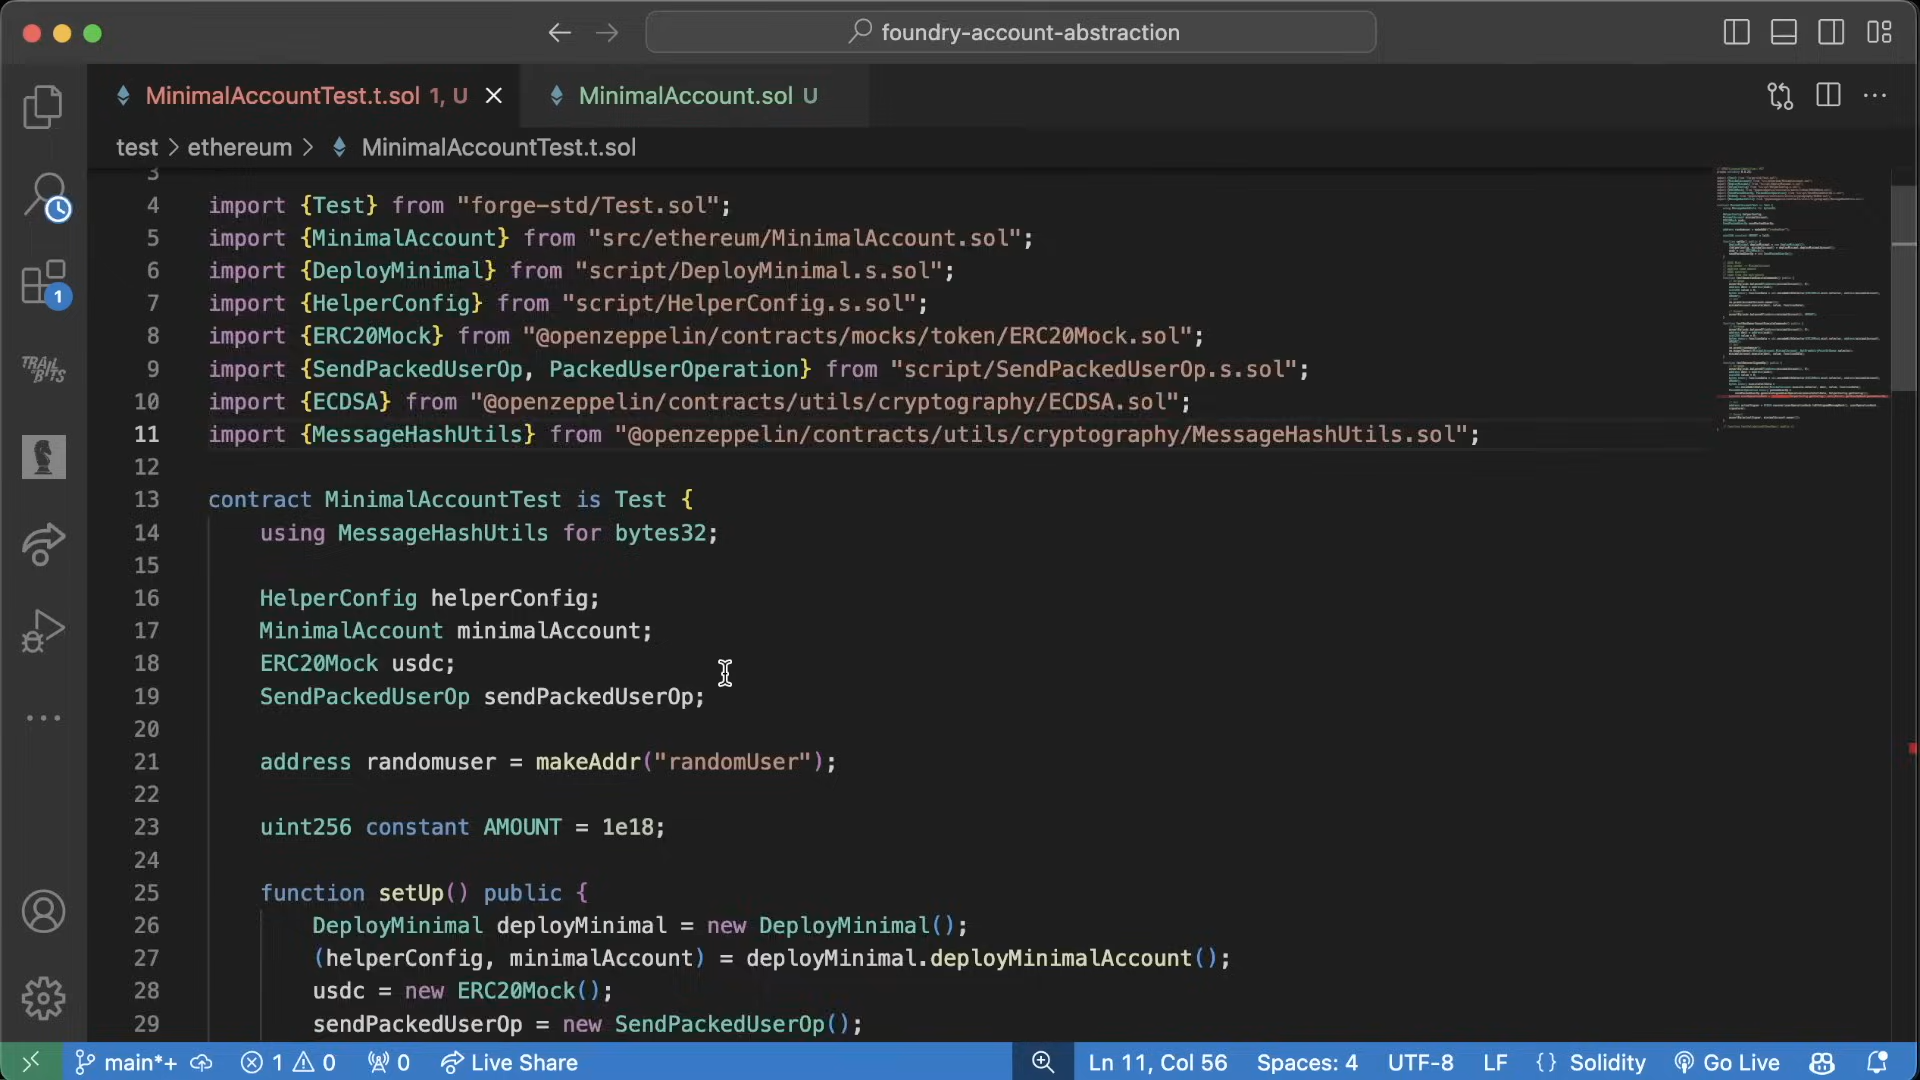 foundry-account-abstraction
MinimalAccountTest.t.sol 1, U
MinimalAccount.sol U
test > ethereum > MinimalAccountTest.t.sol
3
4 import {Test} from "forge-std/Test.sol";
5 import {MinimalAccount} from "src/ethereum/MinimalAccount.sol";
6 import {DeployMinimal} from "script/DeployMinimal.s.sol";
7 import {HelperConfig} from "script/HelperConfig.s.sol";
8 import {ERC20Mock} from "@openzeppelin/contracts/mocks/token/ERC20Mock.sol";
9 import {SendPackedUserOp, PackedUserOperation} from "script/SendPackedUserOp.s.sol";
10 import {ECDSA} from "@openzeppelin/contracts/utils/cryptography/ECDSA.sol";
11 import {MessageHashUtils} from "@openzeppelin/contracts/utils/cryptography/MessageHashUtils.sol";
12
13 contract MinimalAccountTest is Test {
14 using MessageHashUtils for bytes32;
15
16 HelperConfig helperConfig;
17 MinimalAccount minimalAccount;
18 ERC20Mock usdc;
19 SendPackedUserOp sendPackedUserOp;
20
21 address randomuser = makeAddr("randomUser");
22
23 uint256 constant AMOUNT = 1e18;
24
25 function setUp() public {
26 DeployMinimal deployMinimal = new DeployMinimal();
27 (helperConfig, minimalAccount) = deployMinimal.deployMinimalAccount();
28 usdc = new ERC20Mock();
29 sendPackedUserOp = new SendPackedUserOp();
1
TRAIL OF BITS
main*+ 1 0 0 Live Share Ln 11, Col 56 Spaces: 4 UTF-8 LF {} Solidity Go Live